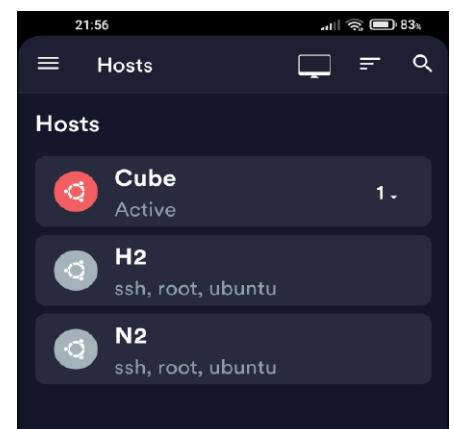 21:56 83%
Hosts
Hosts
Cube
Active
1
H2
ssh, root, ubuntu
N2
ssh, root, ubuntu